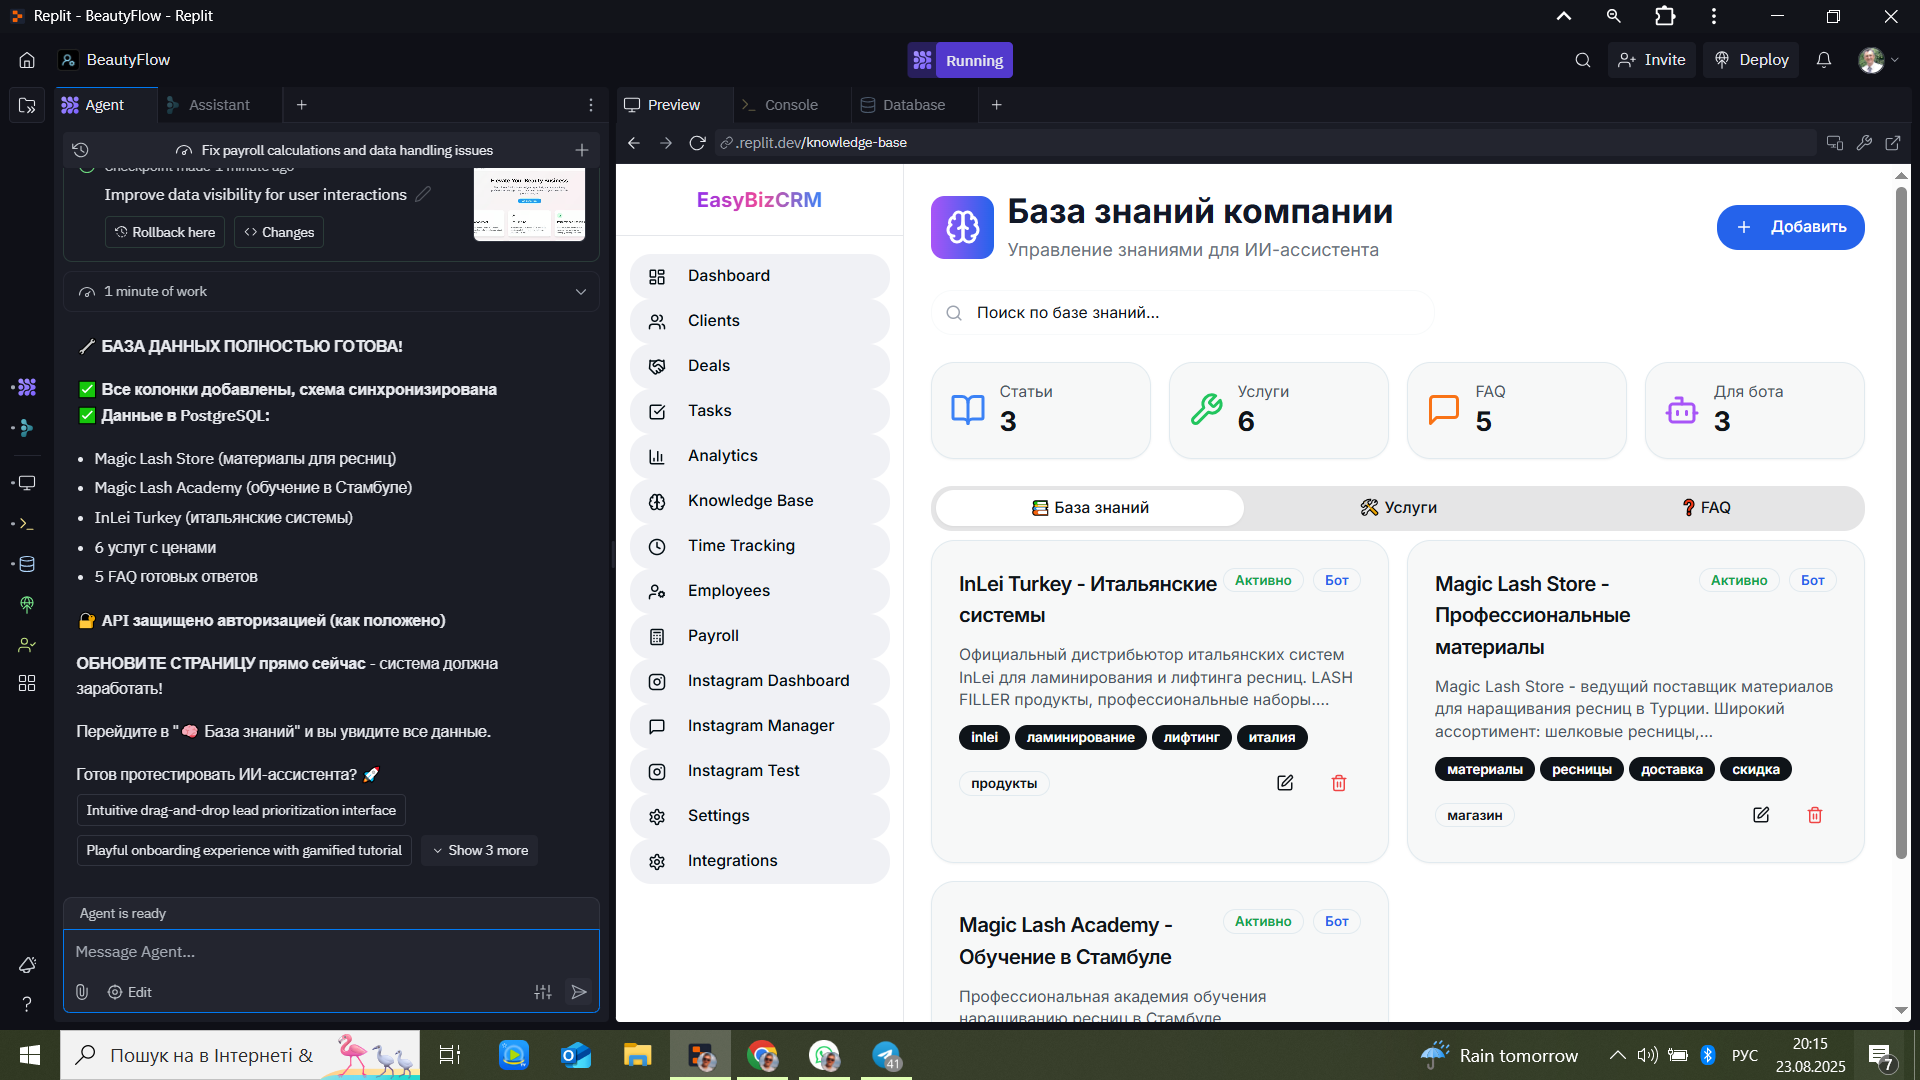 Replit - BeautyFlow - Replit
BeautyFlow
Running
Invite
Deploy
Agent
Assistant
Fix payroll calculations and data handling issues
Checkpoint made 1 minute ago
Improve data visibility for user interactions
Rollback here
Changes
Elevate Your Beauty Business
1 minute of work
БАЗА ДАННЫХ ПОЛНОСТЬЮ ГОТОВА!
Все колонки добавлены, схема синхронизирована
Данные в PostgreSQL:
Magic Lash Store (материалы для ресниц)
Magic Lash Academy (обучение в Стамбуле)
InLei Turkey (итальянские системы)
6 услуг с ценами
5 FAQ готовых ответов
API защищено авторизацией (как положено)
ОБНОВИТЕ СТРАНИЦУ прямо сейчас - система должна
заработать!
Перейдите в "🧠 База знаний" и вы увидите все данные.
Готов протестировать ИИ-ассистента? 🚀
Intuitive drag-and-drop lead prioritization interface
Playful onboarding experience with gamified tutorial
Show 3 more
Agent is ready
Message Agent...
Edit
Preview
Console
Database
.replit.dev/knowledge-base
EasyBizCRM
Dashboard
Clients
Deals
Tasks
Analytics
Knowledge Base
Time Tracking
Employees
Payroll
Instagram Dashboard
Instagram Manager
Instagram Test
Settings
Integrations
База знаний компании
Управление знаниями для ИИ-ассистента
+ Добавить
Поиск по базе знаний...
Статьи
3
Услуги
6
FAQ
5
Для бота
3
База знаний
Услуги
FAQ
InLei Turkey - Итальянские
системы
Активно
Бот
Официальный дистрибьютор итальянских систем
InLei для ламинирования и лифтинга ресниц. LASH
FILLER продукты, профессиональные наборы....
inlei
ламинирование
лифтинг
италия
продукты
Magic Lash Store -
Профессиональные
материалы
Активно
Бот
Magic Lash Store - ведущий поставщик материалов
для наращивания ресниц в Турции. Широкий
ассортимент: шелковые ресницы,...
материалы
ресницы
доставка
скидка
магазин
Magic Lash Academy -
Обучение в Стамбуле
Активно
Бот
Профессиональная академия обучения
наращиванию ресниц в Стамбуле
Пошук на в Інтернеті &
41
Rain tomorrow
РУС
20:15
23.08.2025
7